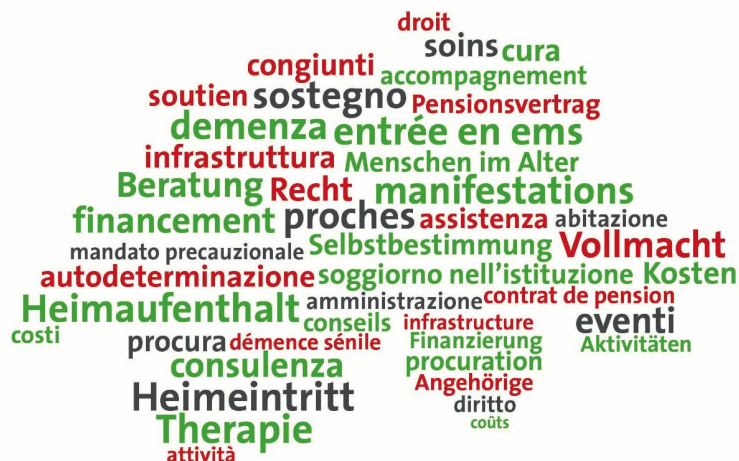 droit
soins cura
congiunti accompagnement
soutien sostegno Pensionsvertrag
demenza entrée en ems
infrastruttura Menschen im Alter
Beratung Recht manifestations
financement proches assistenza abitazione
mandato precauzionale Selbstbestimmung Vollmacht
autodeterminazione soggiorno nell'istituzione Kosten
Heimaufenthalt amministrazione contrat de pension
costi conseils infrastructure eventi
procura démence sénile Finanzierung Aktivitäten
consulenza procuration
Heimeintritt Angehörige
diritto
Therapie coûts
attività